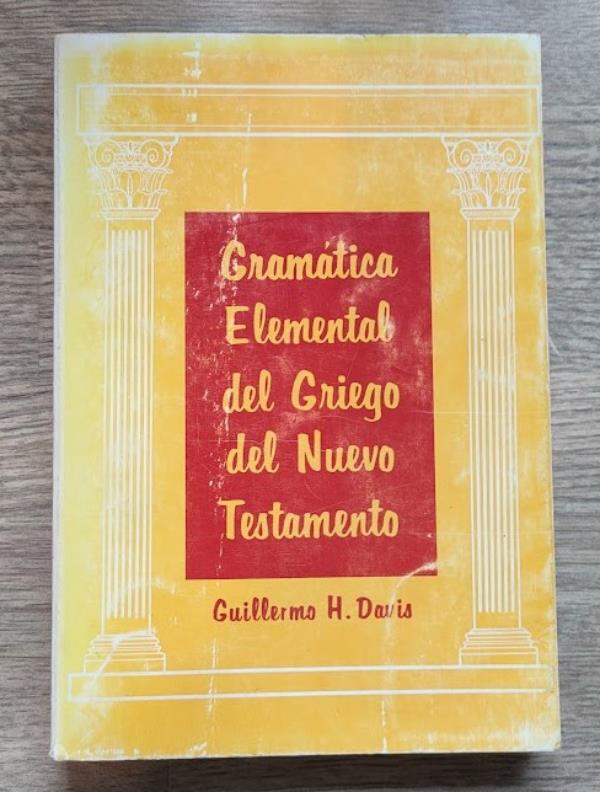 Gramática
Elemental
del Griego
del Nuevo
Testamento
Guillermo H. Davis